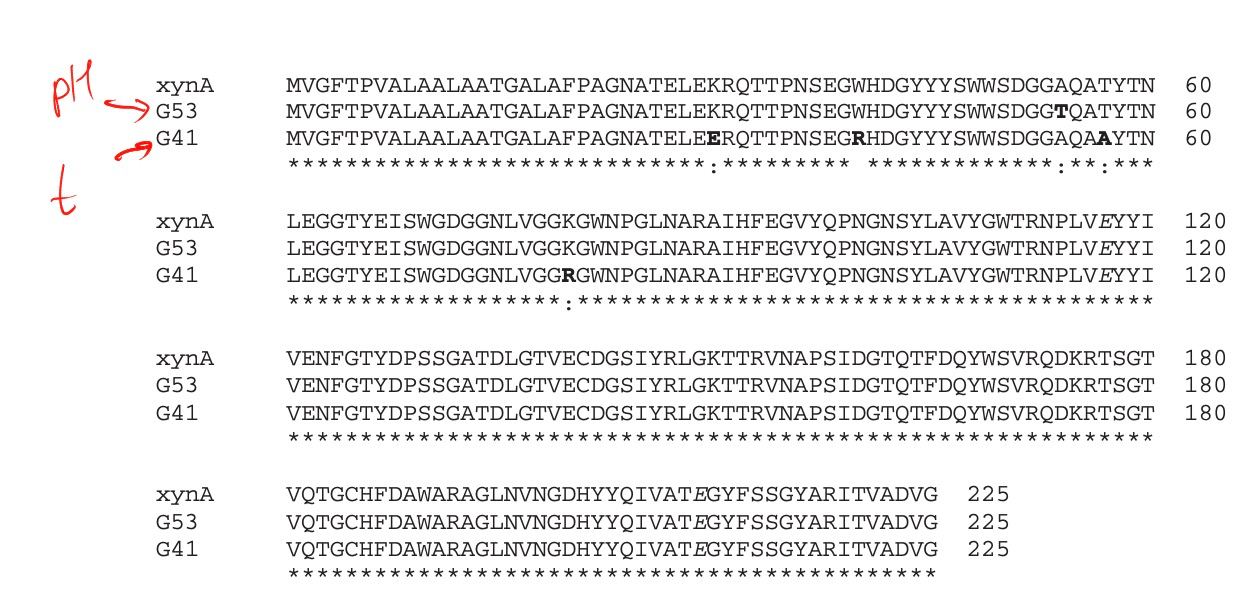 pH
t
xynA MVGFTPVALAALAATGALAFPAGNATELEKRQTTPNSEGWHDGYYYSWWSDGGAQATYTN 60
G53 MVGFTPVALAALAATGALAFPAGNATELEKRQTTPNSEGWHDGYYYSWWSDGGTQATYTN 60
G41 MVGFTPVALAALAATGALAFPAGNATELEERQTTPNSEGRHDGYYYSWWSDGGAQAAYTN 60
*****************************:********* *************:**:***
xynA LEGGTYEISWGDGGNLVGGKGWNPGLNARAIHFEGVYQPNGNSYLAVYGWTRNPLVEYYI 120
G53 LEGGTYEISWGDGGNLVGGKGWNPGLNARAIHFEGVYQPNGNSYLAVYGWTRNPLVEYYI 120
G41 LEGGTYEISWGDGGNLVGGRGWNPGLNARAIHFEGVYQPNGNSYLAVYGWTRNPLVEYYI 120
*******************:****************************************
xynA VENFGTYDPSSGATDLGTVECDGSIYRLGKTTRVNAPSIDGTQTFDQYWSVRQDKRTSGT 180
G53 VENFGTYDPSSGATDLGTVECDGSIYRLGKTTRVNAPSIDGTQTFDQYWSVRQDKRTSGT 180
G41 VENFGTYDPSSGATDLGTVECDGSIYRLGKTTRVNAPSIDGTQTFDQYWSVRQDKRTSGT 180
************************************************************
xynA VQTGCHFDAWARAGLNVNGDHYYQIVATEGYFSSGYARITVADVG 225
G53 VQTGCHFDAWARAGLNVNGDHYYQIVATEGYFSSGYARITVADVG 225
G41 VQTGCHFDAWARAGLNVNGDHYYQIVATEGYFSSGYARITVADVG 225
*********************************************